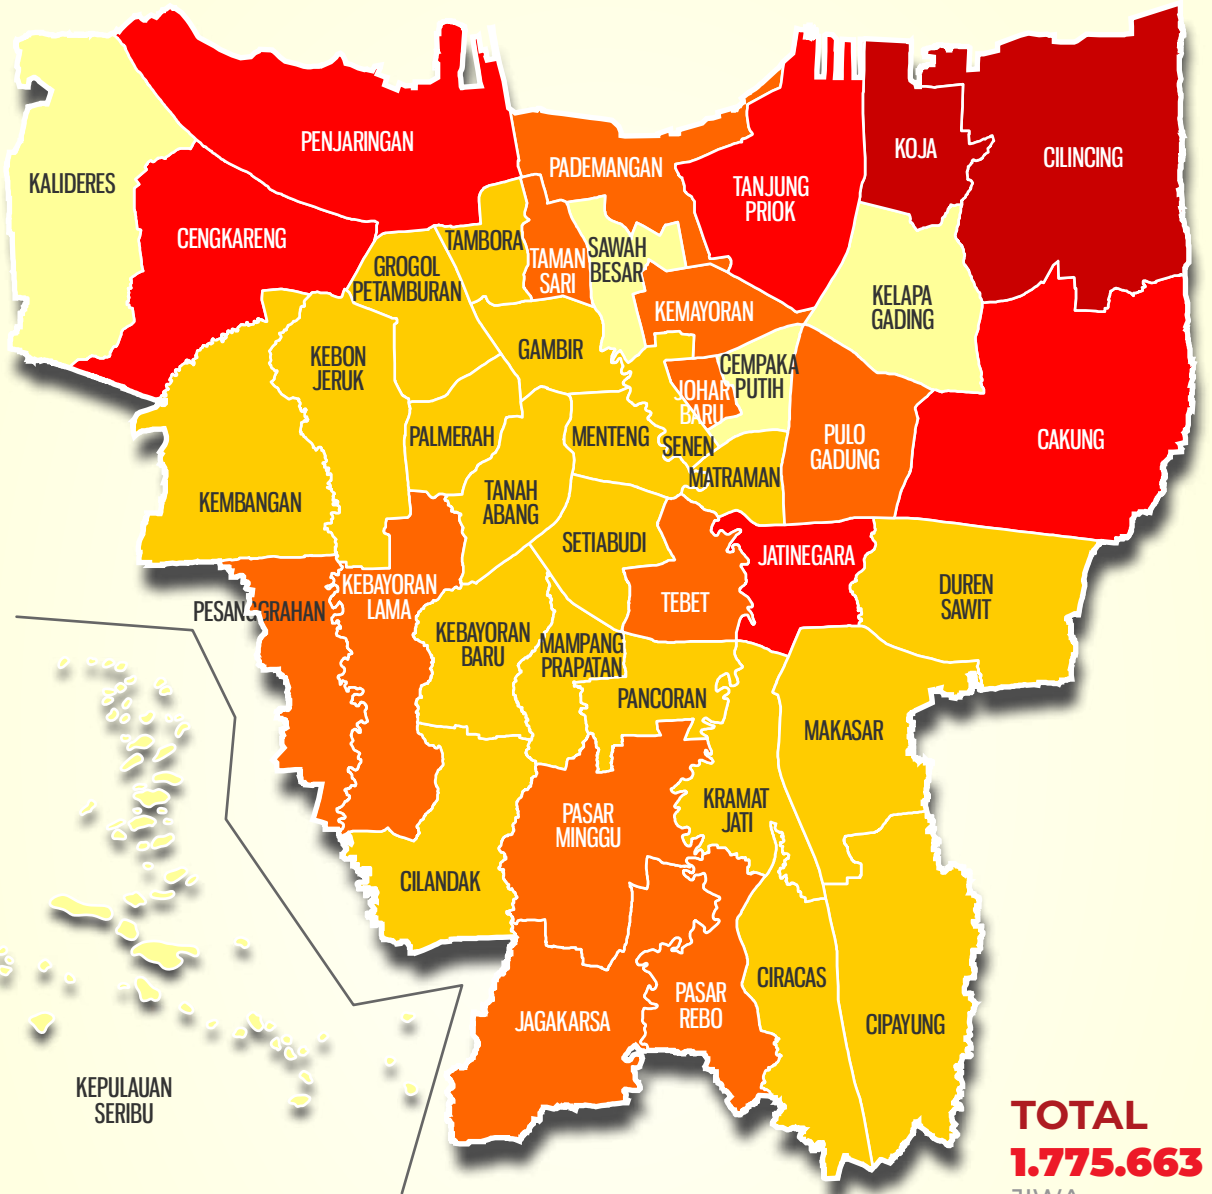 PENJARINGAN
KOJA
CILINCING
KALIDERES
PADEMANGAN
TANJUNG
PRIOK
CENGKARENG
TAMBORA
TAMAN
SARI
SAWAH
BESAR
GROGOL
PETAMBURAN
KELAPA
GADING
KEMAYORAN
GAMBIR
KEBON
JERUK
CEMPAKA
PUTIH
JOHAR
BARU
PALMERAH
MENTENG
SENEN
PULO
GADUNG
CAKUNG
MATRAMAN
KEMBANGAN
TANAH
ABANG
SETIABUDI
JATINEGARA
KEBAYORAN
LAMA
DUREN
SAWIT
TEBET
PESANGGRAHAN
KEBAYORAN
BARU
MAMPANG
PRAPATAN
PANCORAN
MAKASAR
KRAMAT
JATI
PASAR
MINGGU
CILANDAK
CIRACAS
PASAR
REBO
JAGAKARSA
CIPAYUNG
KEPULAUAN
SERIBU
TOTAL
1.775.663